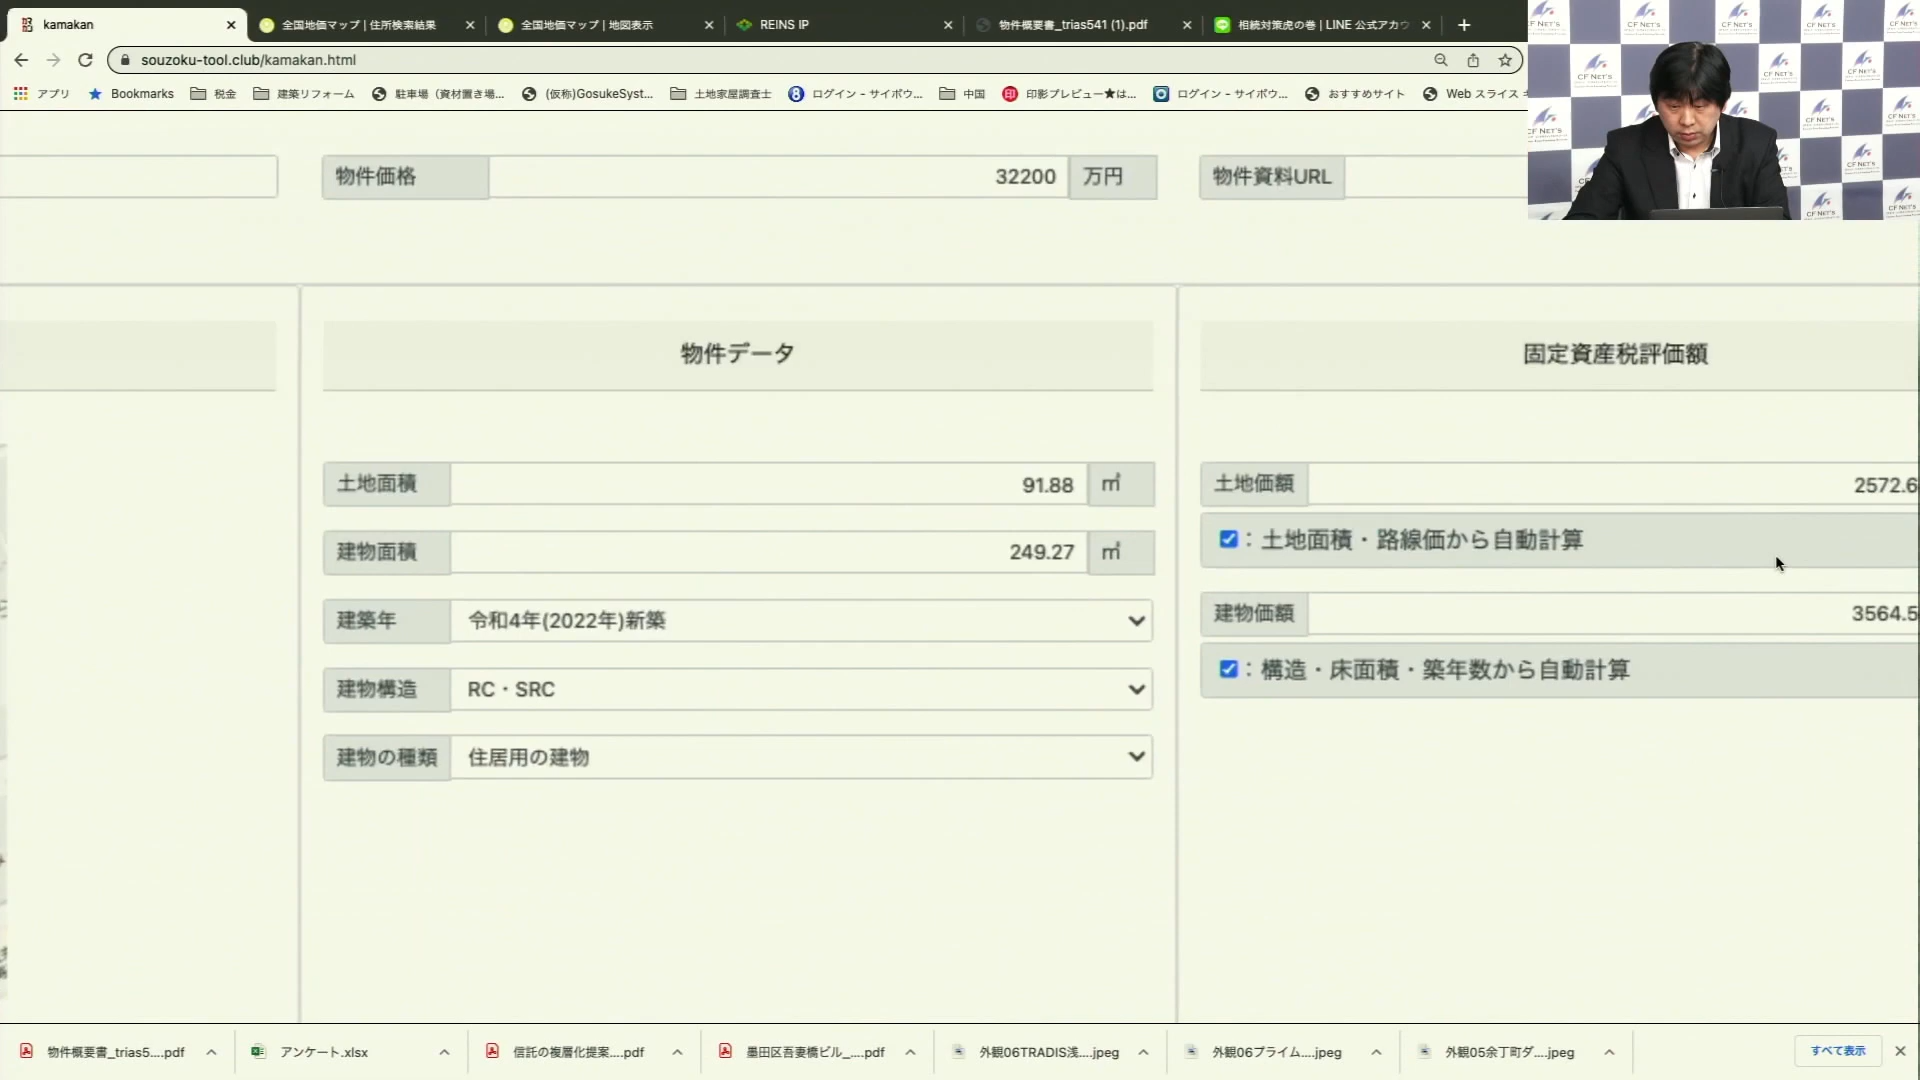 kamakan
全国地価マップ | 住所検索結果
全国地価マップ | 地図表示
REINS IP
物件概要書_trias541 (1).pdf
相続対策虎の巻 | LINE 公式アカウ
souzoku-tool.club/kamakan.html
アプリ
Bookmarks
税金
建築リフォーム
駐車場（資材置き場...
(仮称)GosukeSyst...
土地家屋調査士
ログイン - サイボウ...
中国
印影プレビュー★は...
ログイン - サイボウ...
おすすめサイト
Web スライス
CF NET'S
物件価格
32200
万円
物件資料URL
物件データ
固定資産税評価額
土地面積
91.88
㎡
土地価額
2572.6
：土地面積・路線価から自動計算
建物面積
249.27
㎡
建築年
令和4年(2022年)新築
建物価額
3564.5
：構造・床面積・築年数から自動計算
建物構造
RC・SRC
建物の種類
住居用の建物
物件概要書_trias5....pdf
アンケート.xlsx
信託の複層化提案....pdf
墨田区吾妻橋ビル_....pdf
外観06TRADIS浅....jpeg
外観06プライム....jpeg
外観05余丁町ダ....jpeg
すべて表示